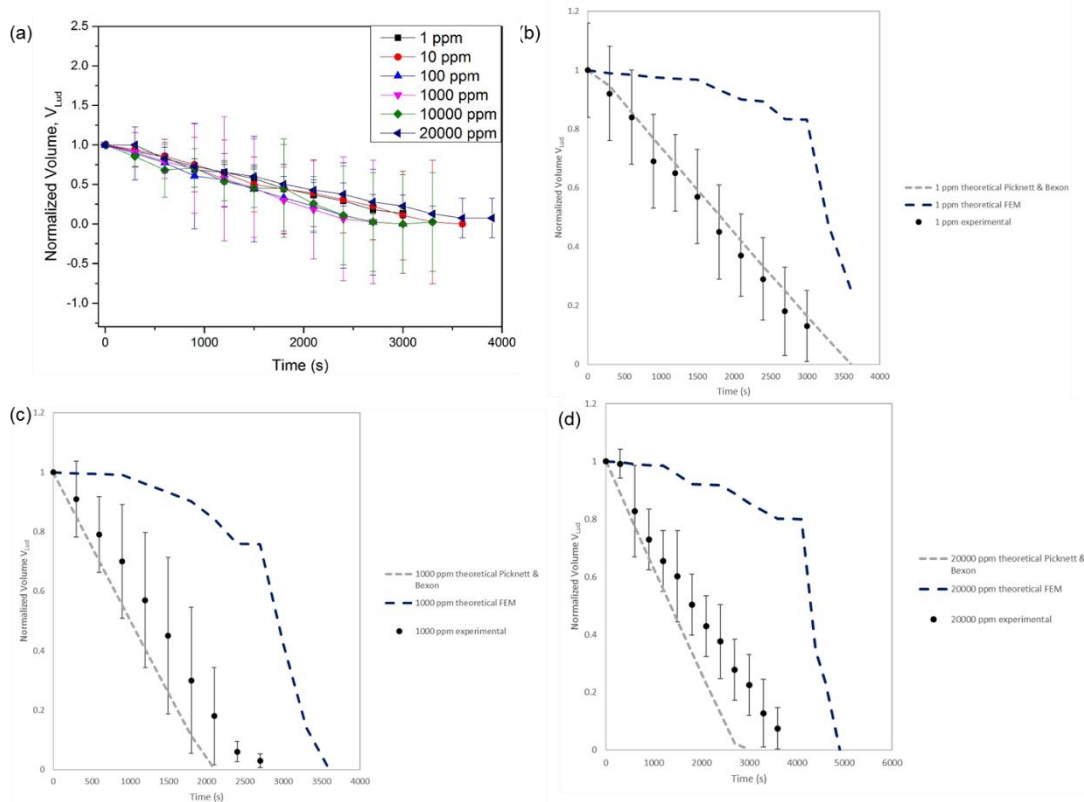 (a)
1 ppm
10 ppm
100 ppm
1000 ppm
10000 ppm
20000 ppm
Normalized Volume, V_Lud
2.5
2.0
1.5
1.0
0.5
0.0
-0.5
-1.0
0
1000
2000
3000
4000
Time (s)
(b)
Normalized Volume V_Lud
1.2
1
0.8
0.6
0.4
0.2
0
0 500 1000 1500 2000 2500 3000 3500 4000
Time (s)
1 ppm theoretical Picknett & Bexon
1 ppm theoretical FEM
1 ppm experimental
(c)
Normalized Volume V_Lud
1.2
1
0.8
0.6
0.4
0.2
0
0 500 1000 1500 2000 2500 3000 3500 4000
Time (s)
1000 ppm theoretical Picknett &
Bexon
1000 ppm theoretical FEM
1000 ppm experimental
(d)
Normalized Volume V_Lud
1.2
1
0.8
0.6
0.4
0.2
0
0 1000 2000 3000 4000 5000 6000
Time (s)
20000 ppm theoretical Picknett &
Bexon
20000 ppm theoretical FEM
20000 ppm experimental